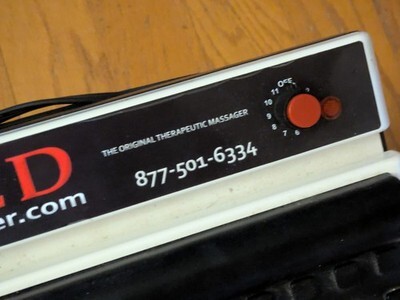 THE ORIGINAL THERAPEUTIC MASSAGER
877-501-6334
LD
er.com
OFF
11
10
9
8
7
6